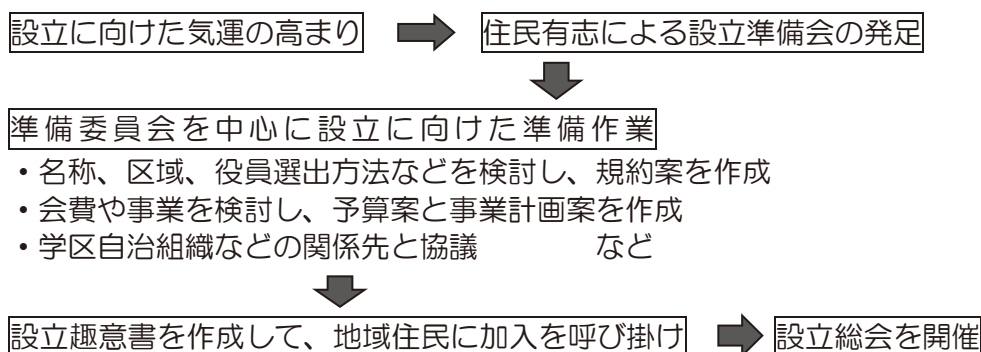 設立に向けた気運の高まり 住民有志による設立準備会の発足
準備委員会を中心に設立に向けた準備作業
・名称、区域、役員選出方法などを検討し、規約案を作成
・会費や事業を検討し、予算案と事業計画案を作成
・学区自治組織などの関係先と協議 など
設立趣意書を作成して、地域住民に加入を呼び掛け 設立総会を開催